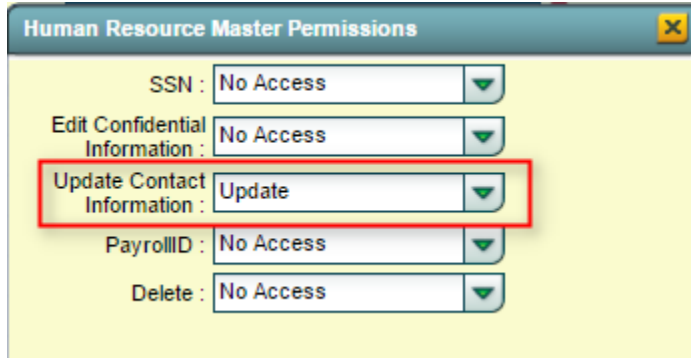 Human Resource Master Permissions
SSN : No Access
Edit Confidential
Information : No Access
Update Contact
Information : Update
PayrollID : No Access
Delete : No Access